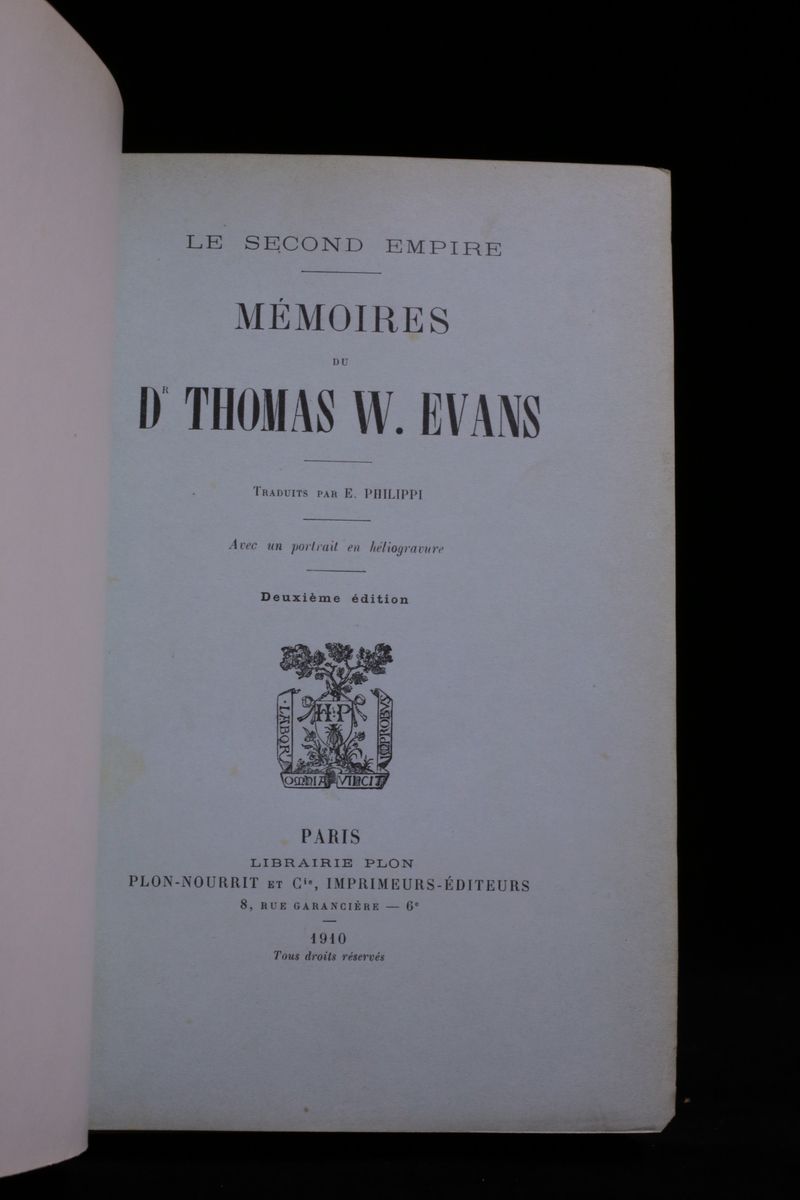 LE SECOND EMPIRE
MÉMOIRES
DU
DR THOMAS W. EVANS
TRADUITS PAR E. PHILIPPI
Avec un portrait en héliogravure
Deuxième édition
H P
LABOR
IMPROBVS
OMNIA VINCIT
PARIS
LIBRAIRIE PLON
PLON-NOURRIT ET Cie, IMPRIMEURS-ÉDITEURS
8, RUE GARANCIÈRE — 6e
1910
Tous droits réservés